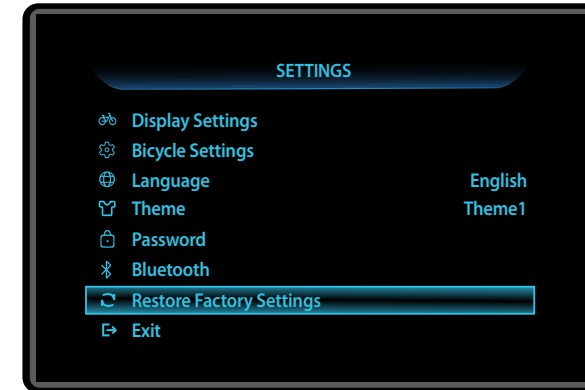 SETTINGS
Display Settings
Bicycle Settings
Language English
Theme Theme1
Password
Bluetooth
Restore Factory Settings
Exit